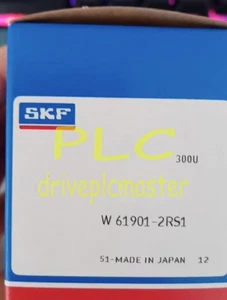 SKF
PLC
300U
driveplcmaster
W 61901-2RS1
51-MADE IN JAPAN 12